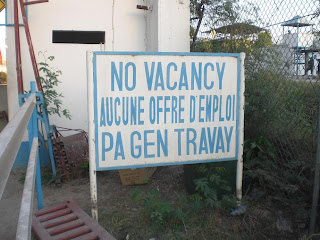 NO VACANCY
AUCUNE OFFRE D'EMPLOI
PA GEN TRAVAY